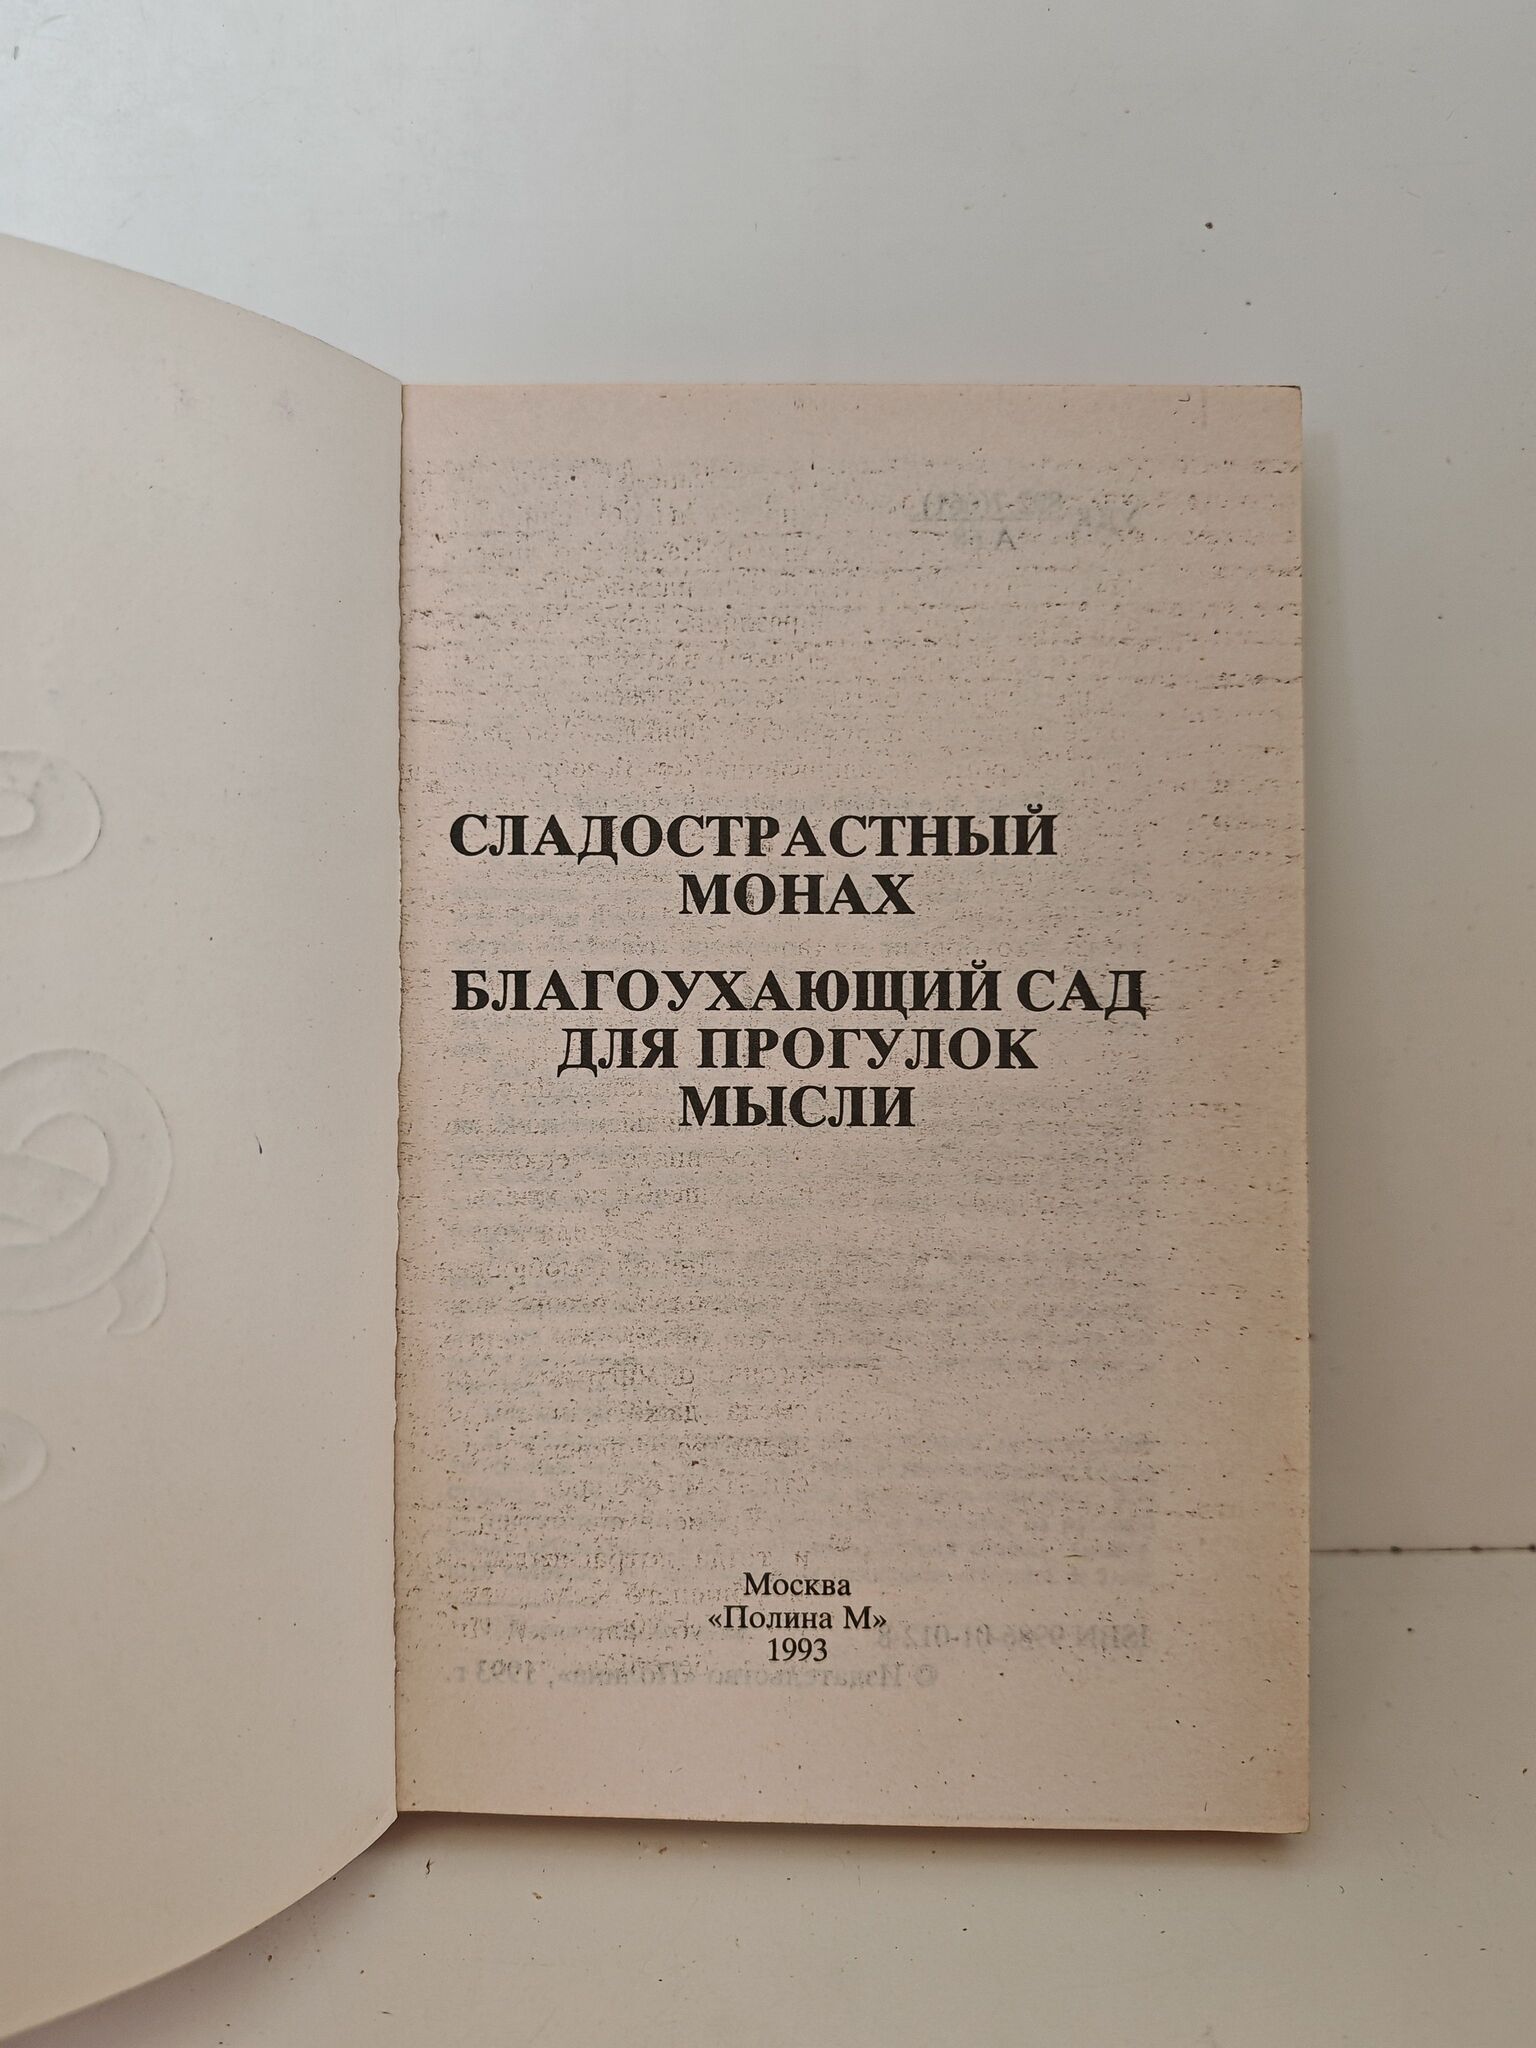 СЛАДОСТРАСТНЫЙ
МОНАХ
БЛАГОУХАЮЩИЙ САД
ДЛЯ ПРОГУЛОК
МЫСЛИ
Москва
«Полина М»
1993